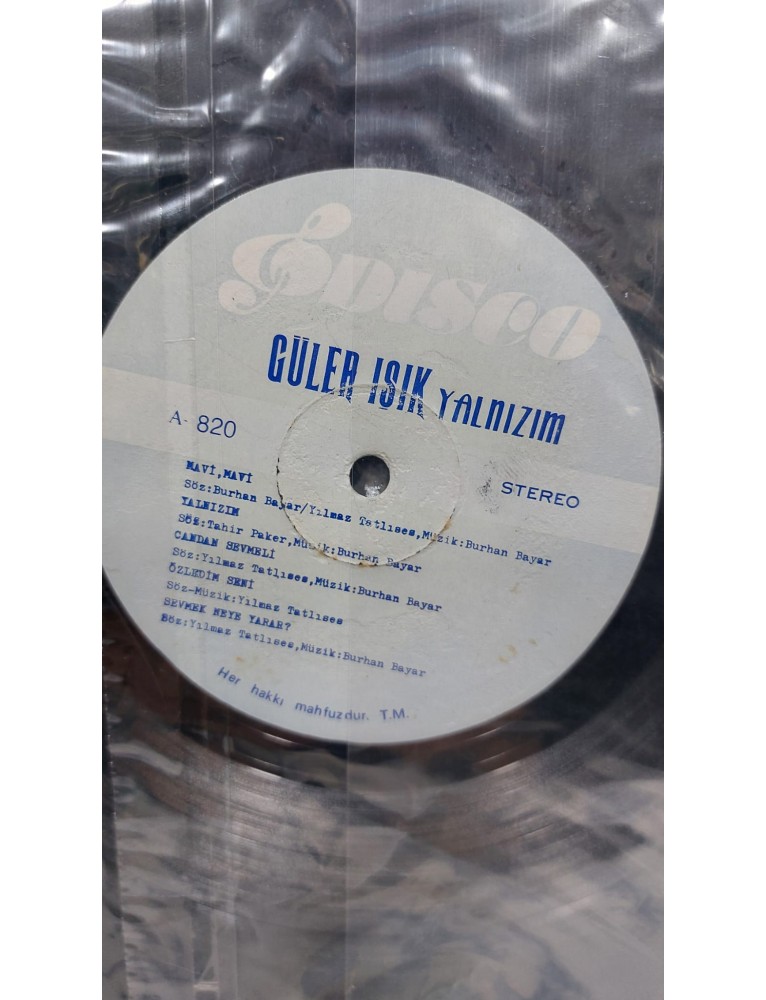 DISCO
GÜLER IŞIK YALNIZIM
A- 820
STEREO
MAVİ,MAVİ
Söz:Burhan Bayar/Yılmaz Tatlıses,Müzik:Burhan Bayar
YALNIZIM
Söz:Tahir Paker,Müzik:Burhan Bayar
CANDAN SEVMELİ
Söz:Yılmaz Tatlıses,Müzik:Burhan Bayar
ÖZLEDİM SENİ
Söz-Müzik:Yılmaz Tatlıses
SEVMEK NEYE YARAR?
Söz:Yılmaz Tatlıses,Müzik:Burhan Bayar
Her hakkı mahfuzdur. T.M.